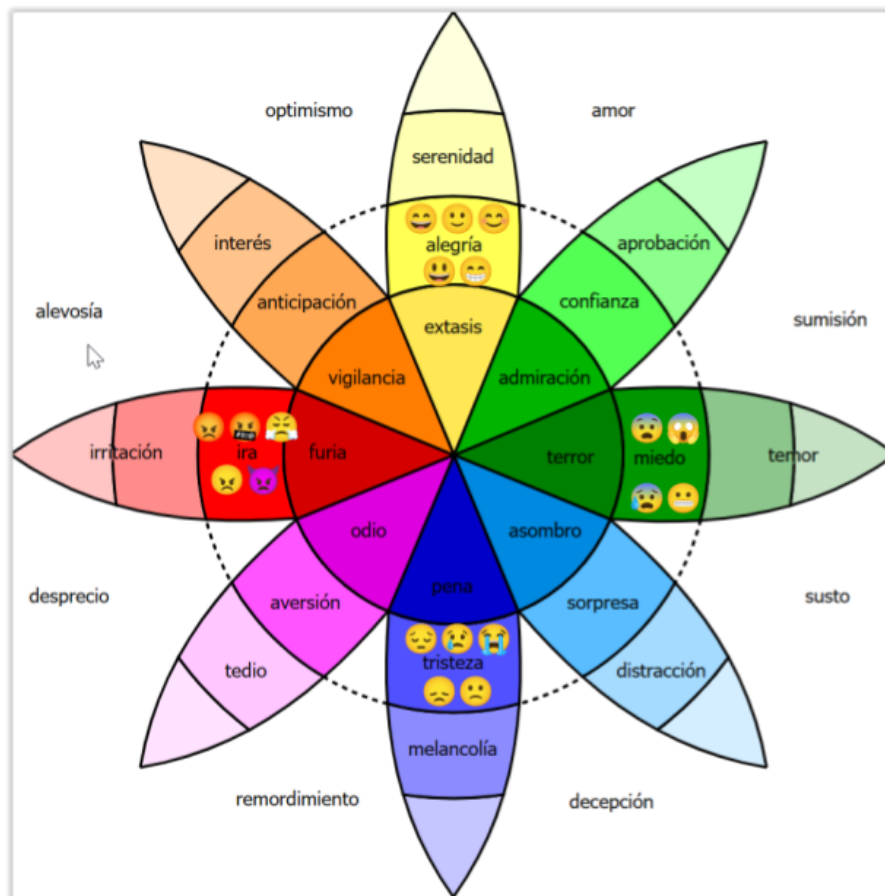 optimismo
amor
serenidad
interés
alegría
aprobación
anticipación
confianza
alevosía
extasis
sumisión
vigilancia
admiración
irritación
ira
furia
terror
miedo
temor
odio
asombro
pena
desprecio
aversión
sorpresa
susto
tedio
tristeza
distracción
melancolía
remordimiento
decepción